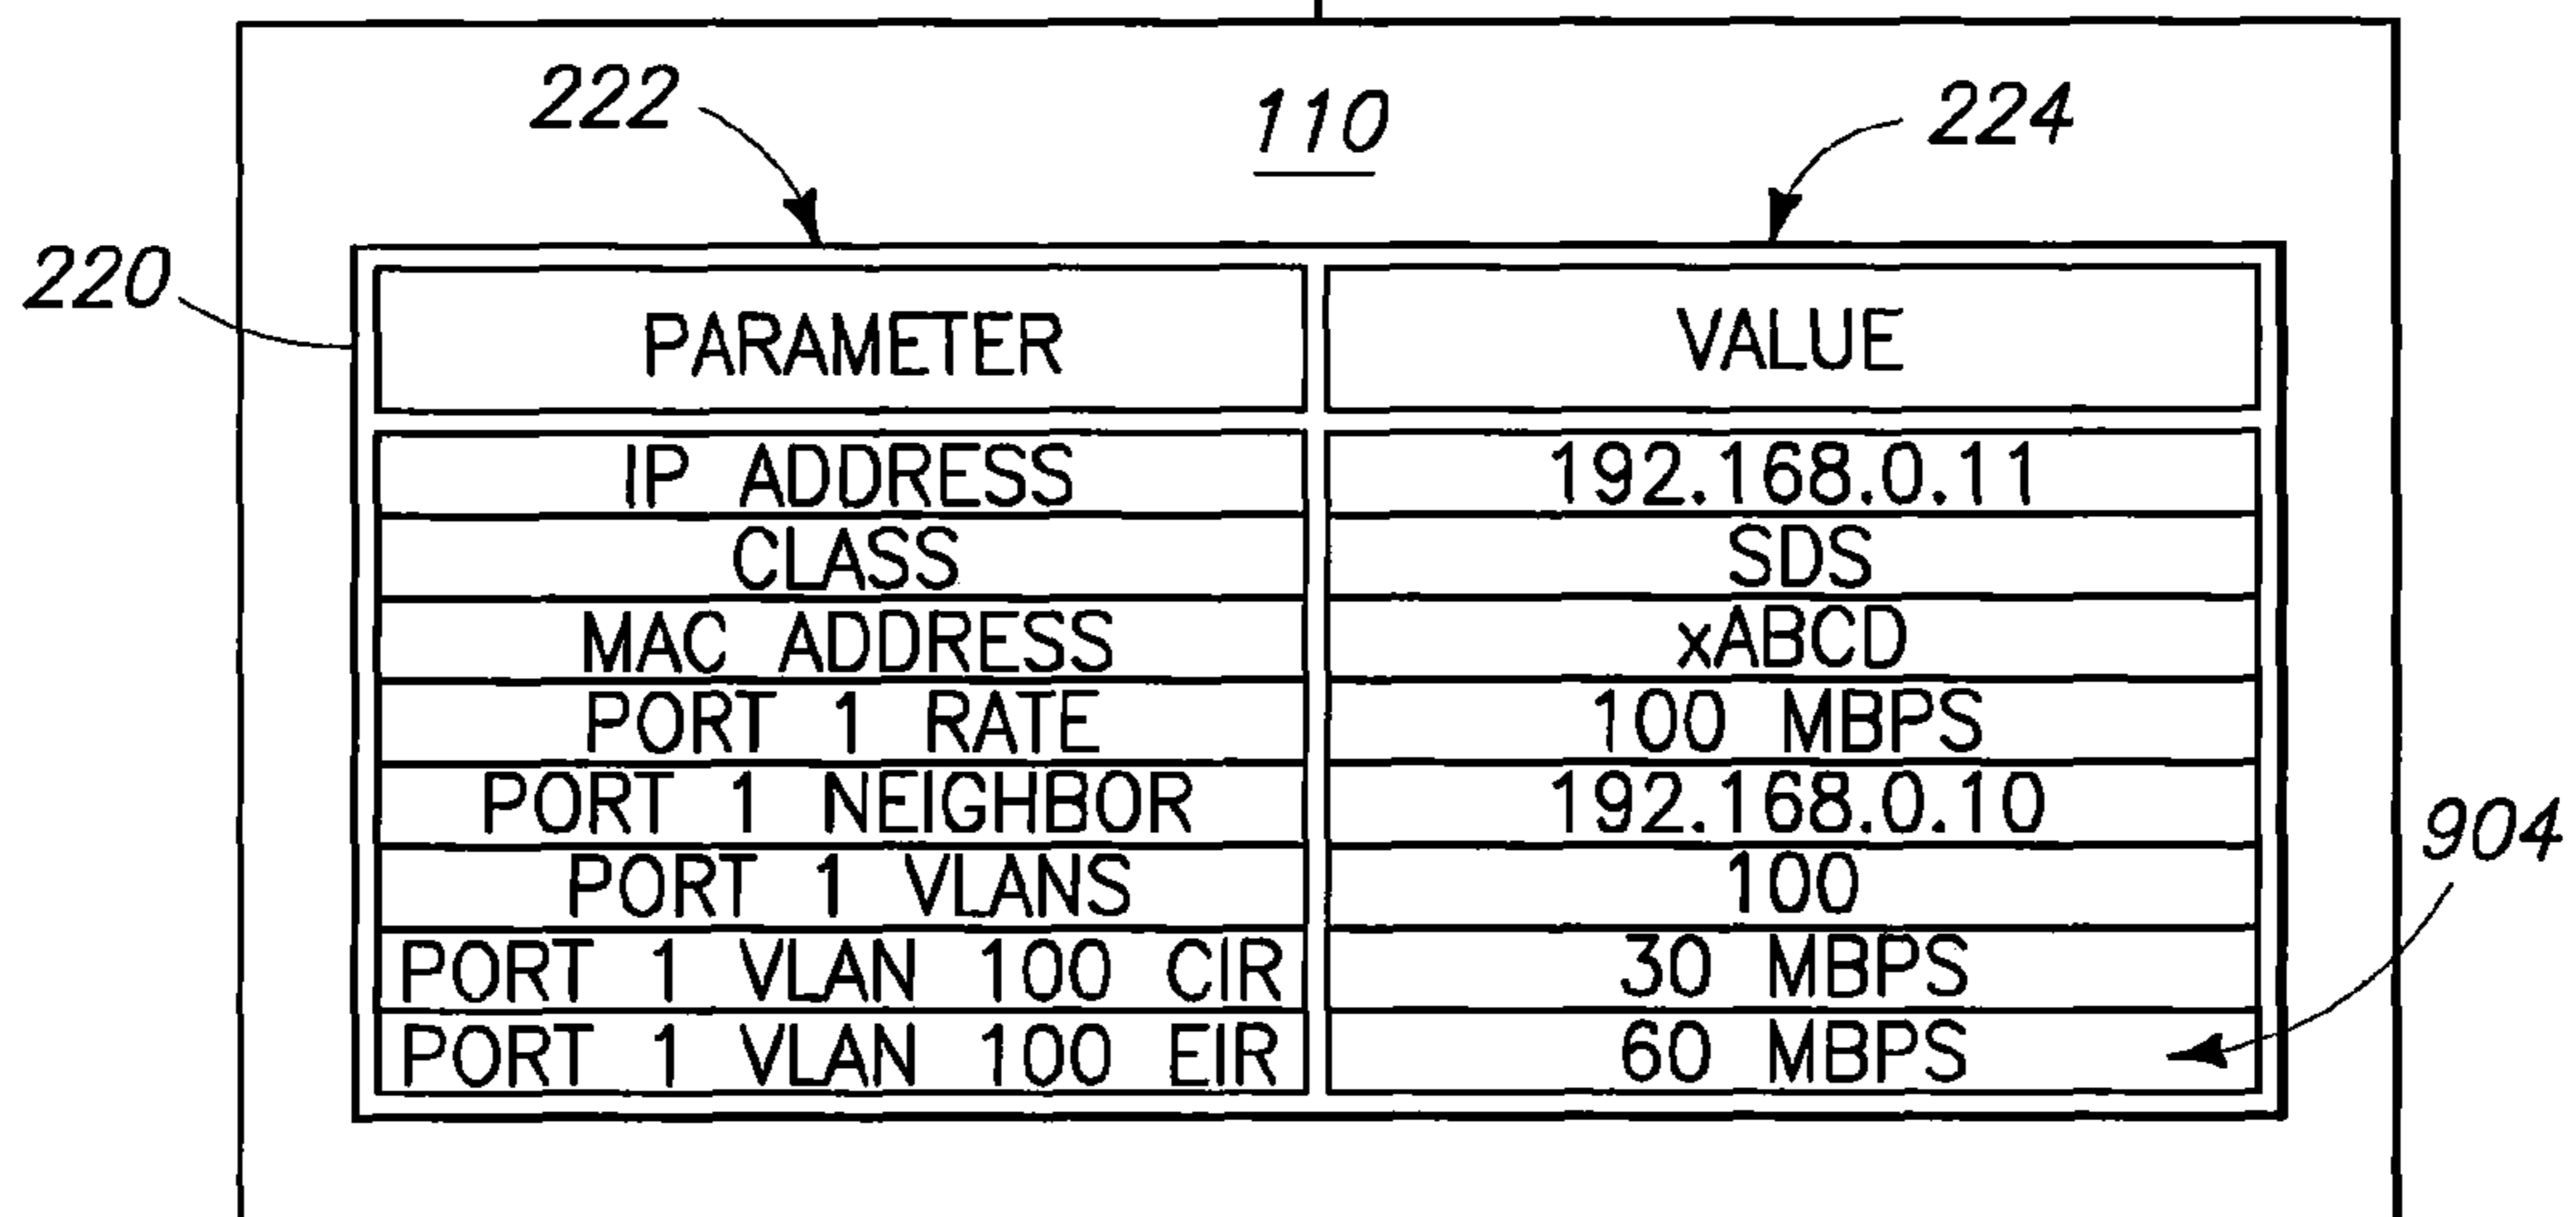 222 110 224
220
PARAMETER VALUE
IP ADDRESS 192.168.0.11
CLASS SDS
MAC ADDRESS xABCD
PORT 1 RATE 100 MBPS
PORT 1 NEIGHBOR 192.168.0.10
904
PORT 1 VLANS 100
PORT 1 VLAN 100 CIR 30 MBPS
PORT 1 VLAN 100 EIR 60 MBPS